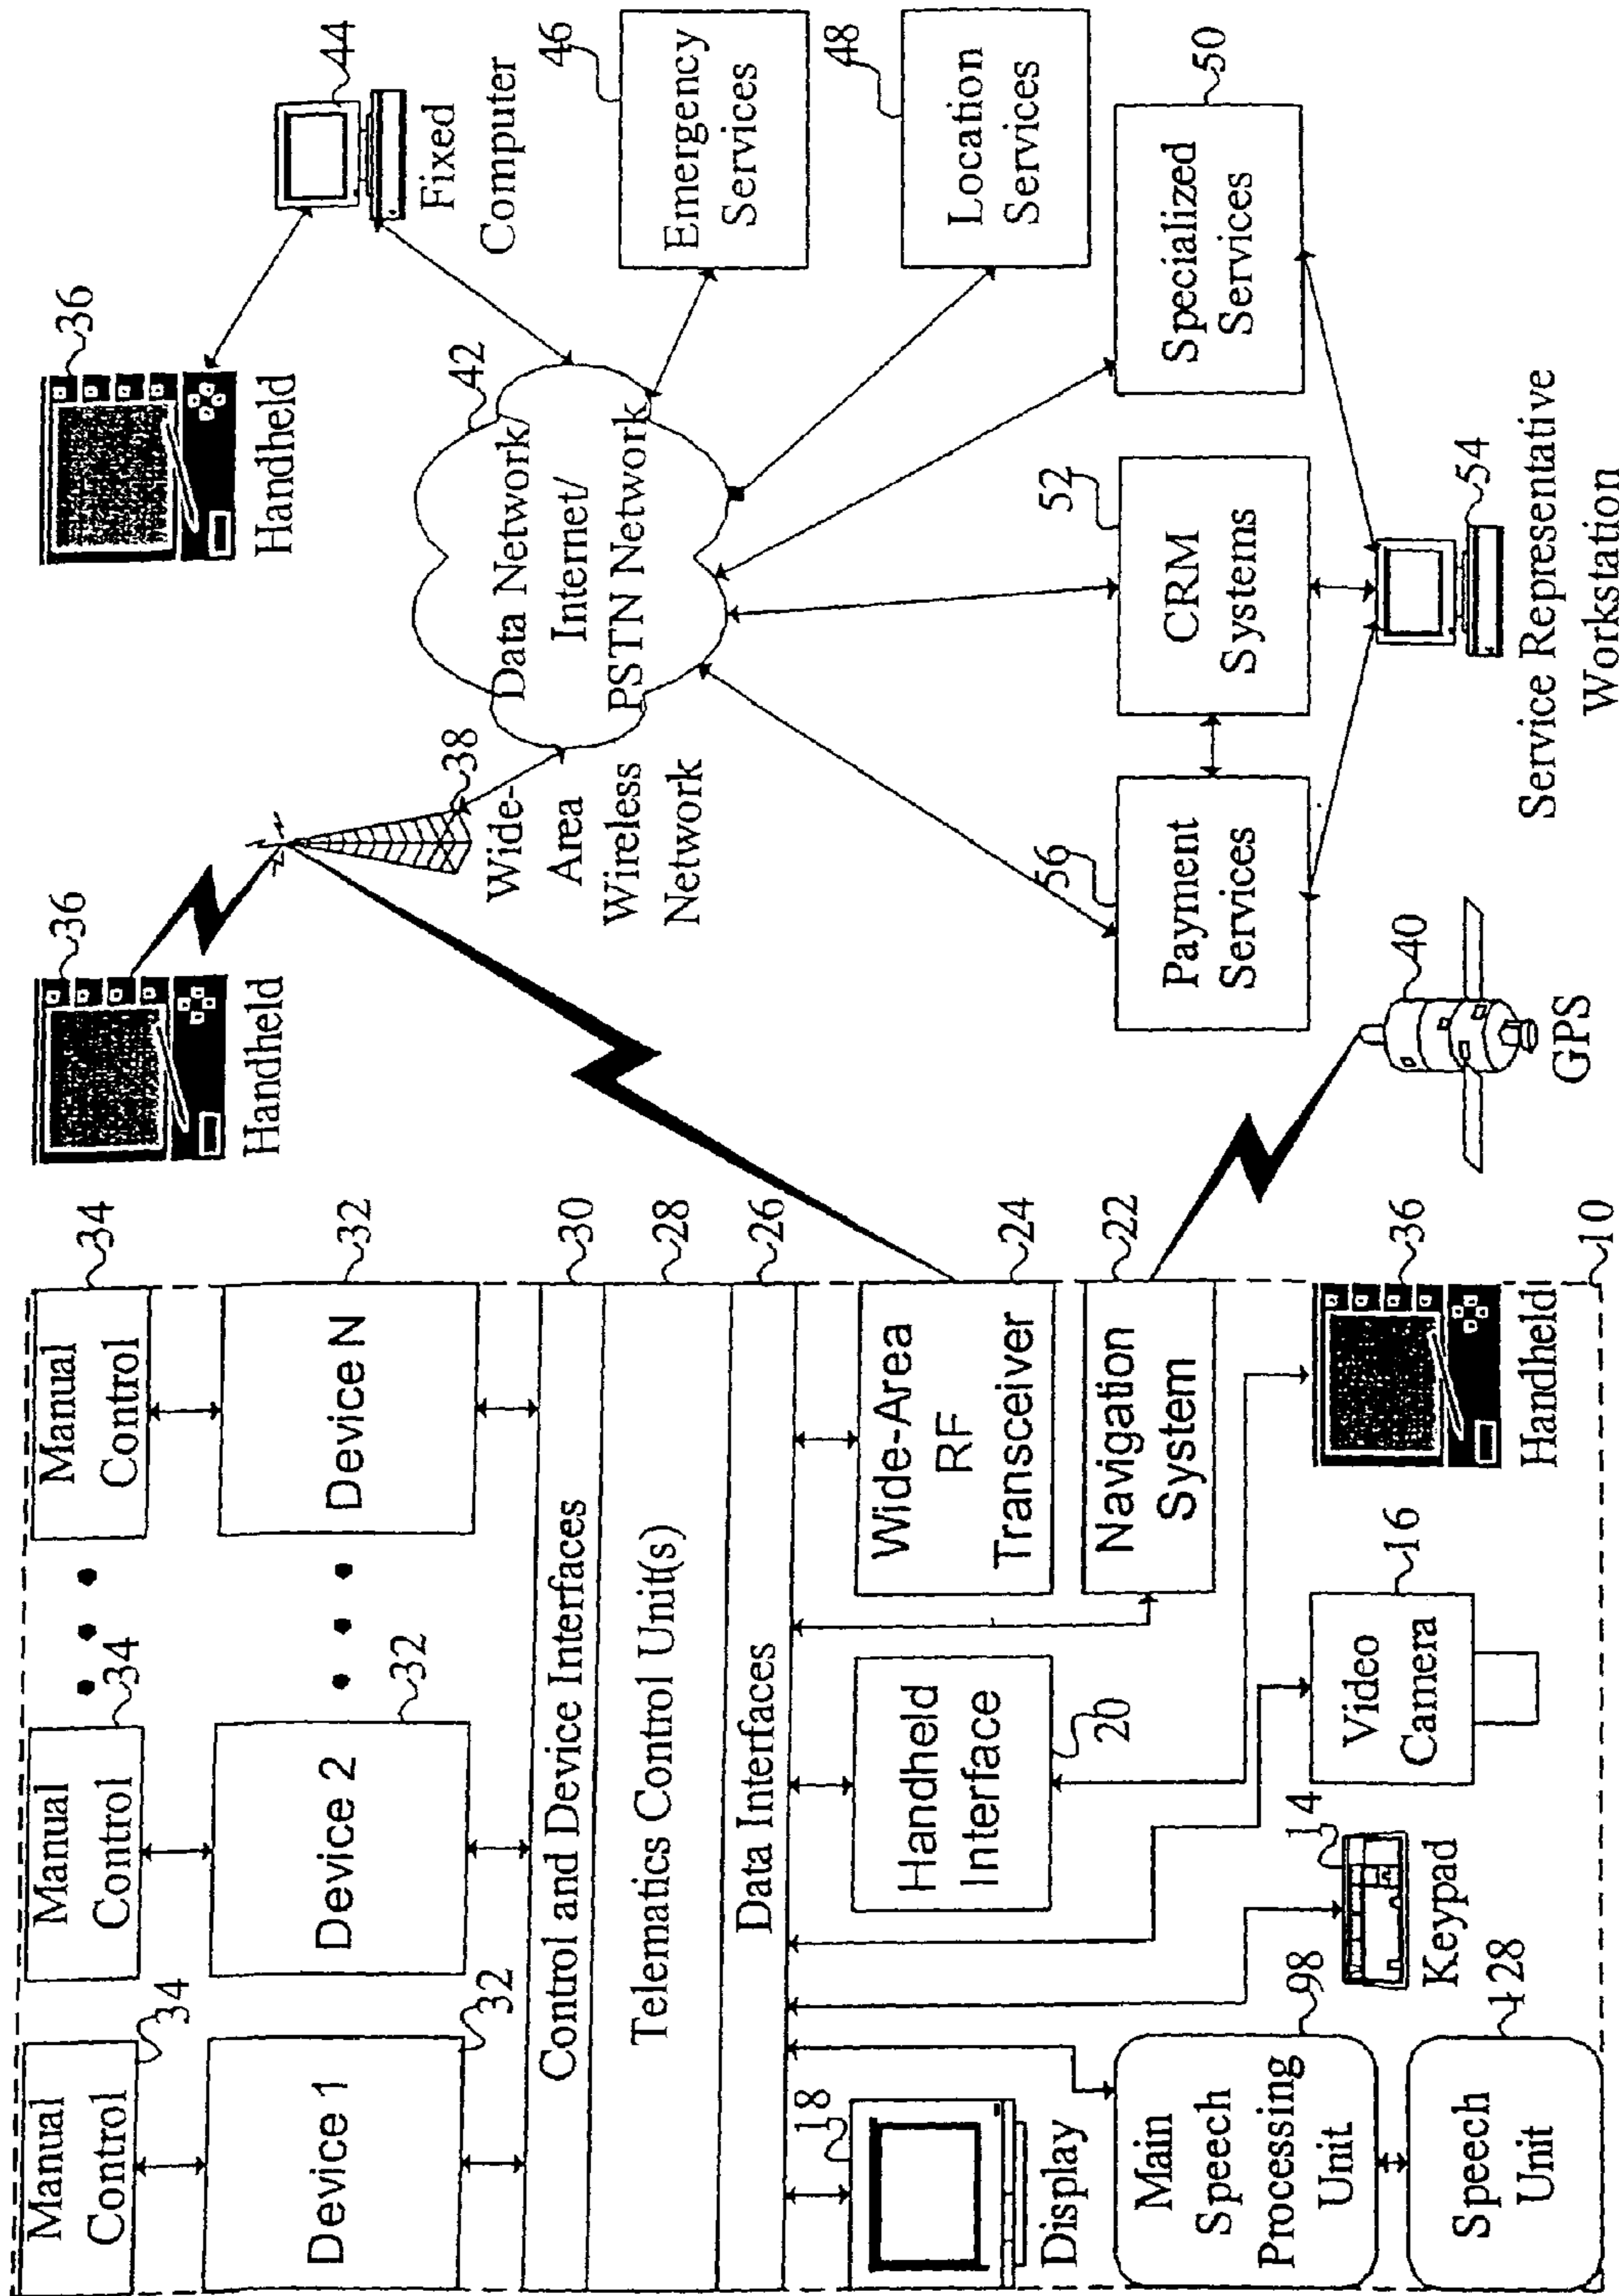 Manual
Control
34
Device 1
32
Manual
Control
34
Device 2
32
Manual
Control
34
Device N
32
Control and Device Interfaces
30
Telematics Control Unit(s)
28
Data Interfaces
26
18
Display
Main
Speech
Processing
Unit
98
Speech
Unit
128
14
Keypad
Handheld
Interface
20
Video
Camera
16
Wide-Area
RF
Transceiver
24
Navigation
System
22
36
Handheld
10
36
Handheld
38
Wide-
Area
Wireless
Network
40
GPS
36
Handheld
44
Fixed
Computer
42
Data Network/
Internet/
PSTN Network
46
Emergency
Services
48
Location
Services
50
Specialized
Services
52
CRM
Systems
56
Payment
Services
54
Service Representative
Workstation